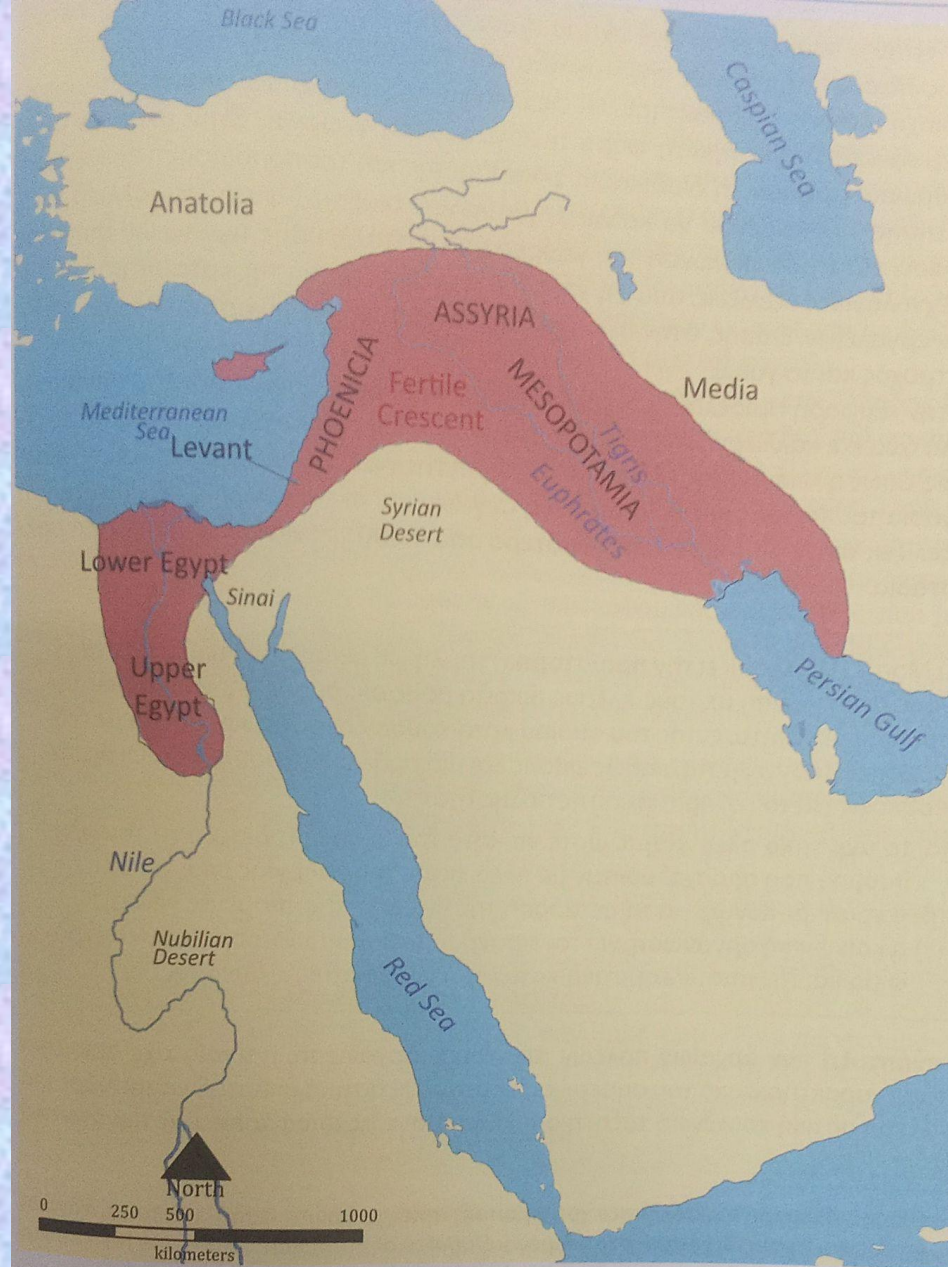 Black Sea
Caspian Sea
Anatolia
ASSYRIA
PHOENICIA
Fertile
Crescent
MESOPOTAMIA
Media
Mediterranean
Sea
Levant
Tigris
Euphrates
Syrian
Desert
Lower Egypt
Sinai
Upper
Egypt
Persian Gulf
Nile
Nubilian
Desert
Red Sea
North
0 250 500 1000
kilometers